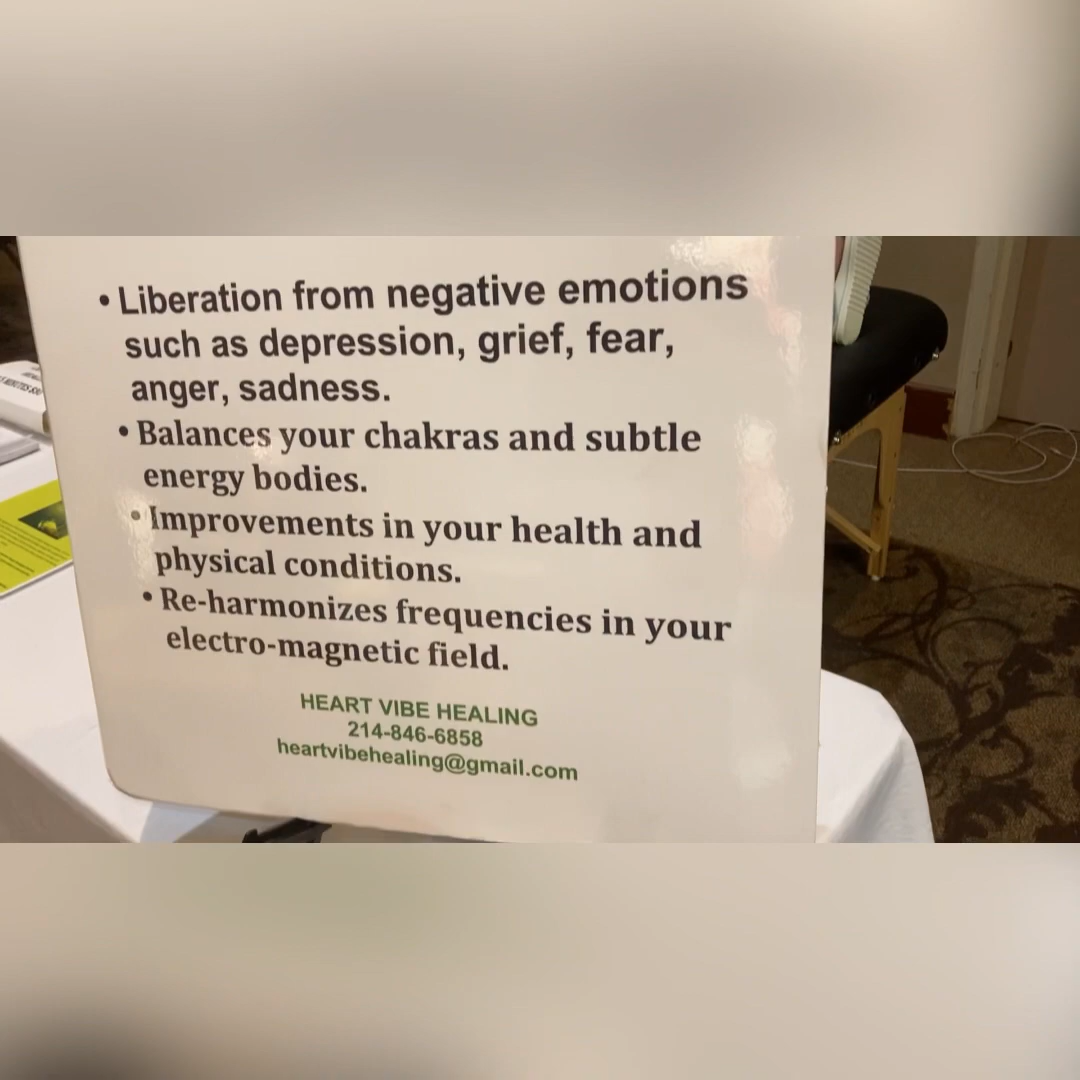 • Liberation from negative emotions
such as depression, grief, fear,
anger, sadness.
• Balances your chakras and subtle
energy bodies.
• Improvements in your health and
physical conditions.
• Re-harmonizes frequencies in your
electro-magnetic field.
HEART VIBE HEALING
214-846-6858
heartvibehealing@gmail.com